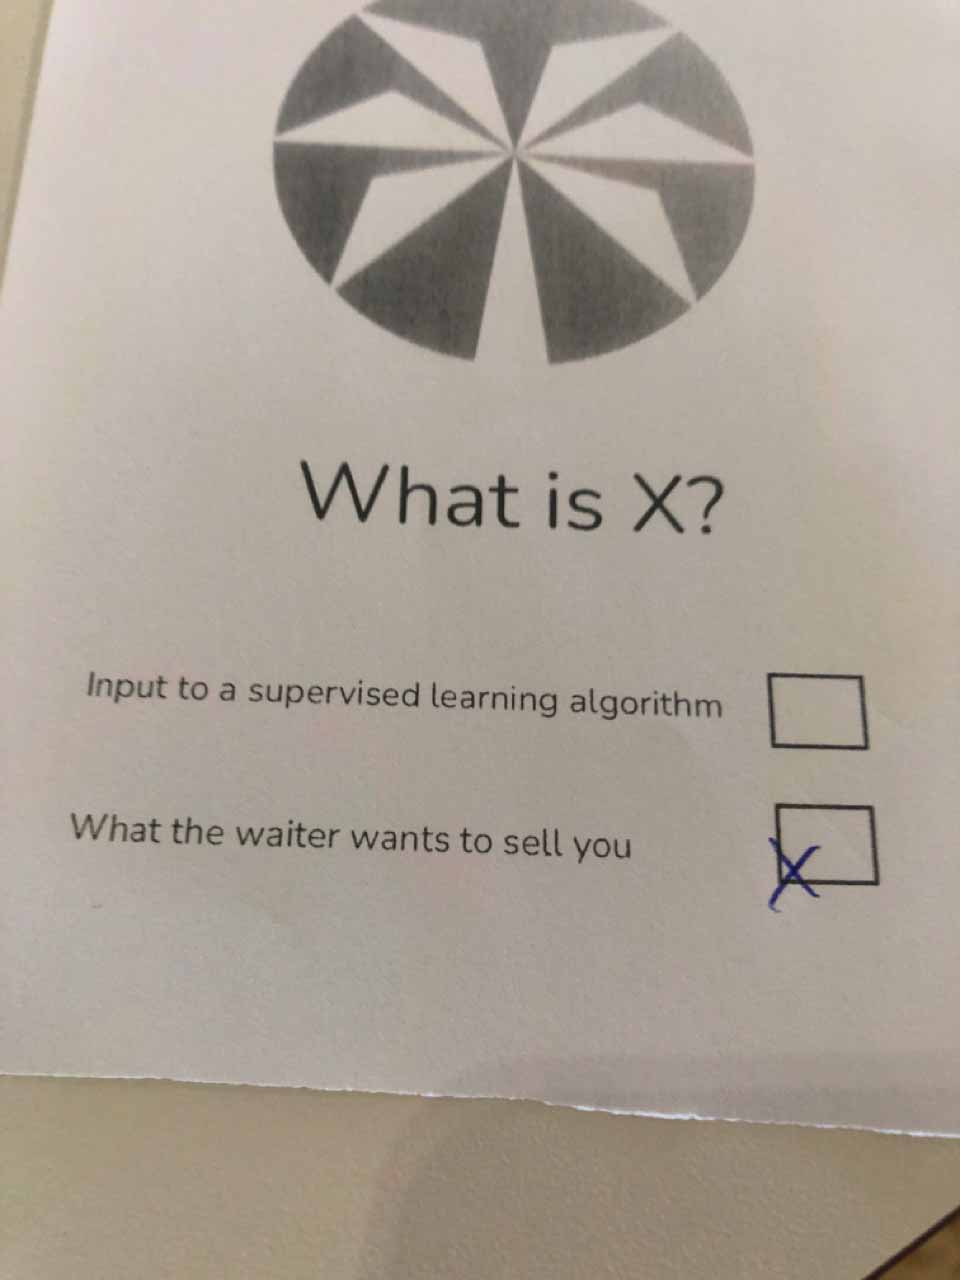 What is X?
Input to a supervised learning algorithm
What the waiter wants to sell you
X